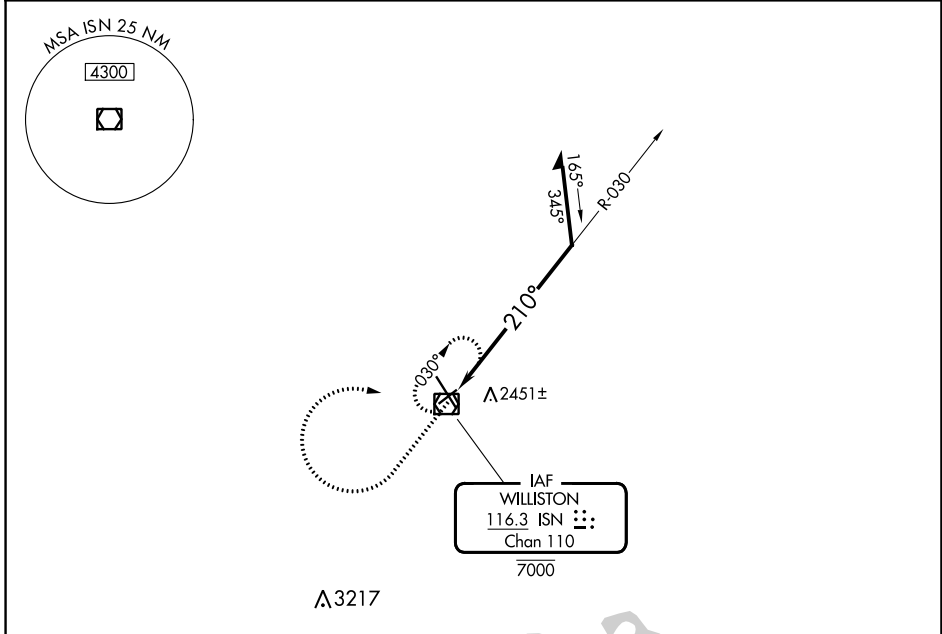 MSA ISN 25 NM
4300
165°
345°
R-030
210°
030°
2451±
IAF
WILLISTON
116.3 ISN
Chan 110
7000
3217